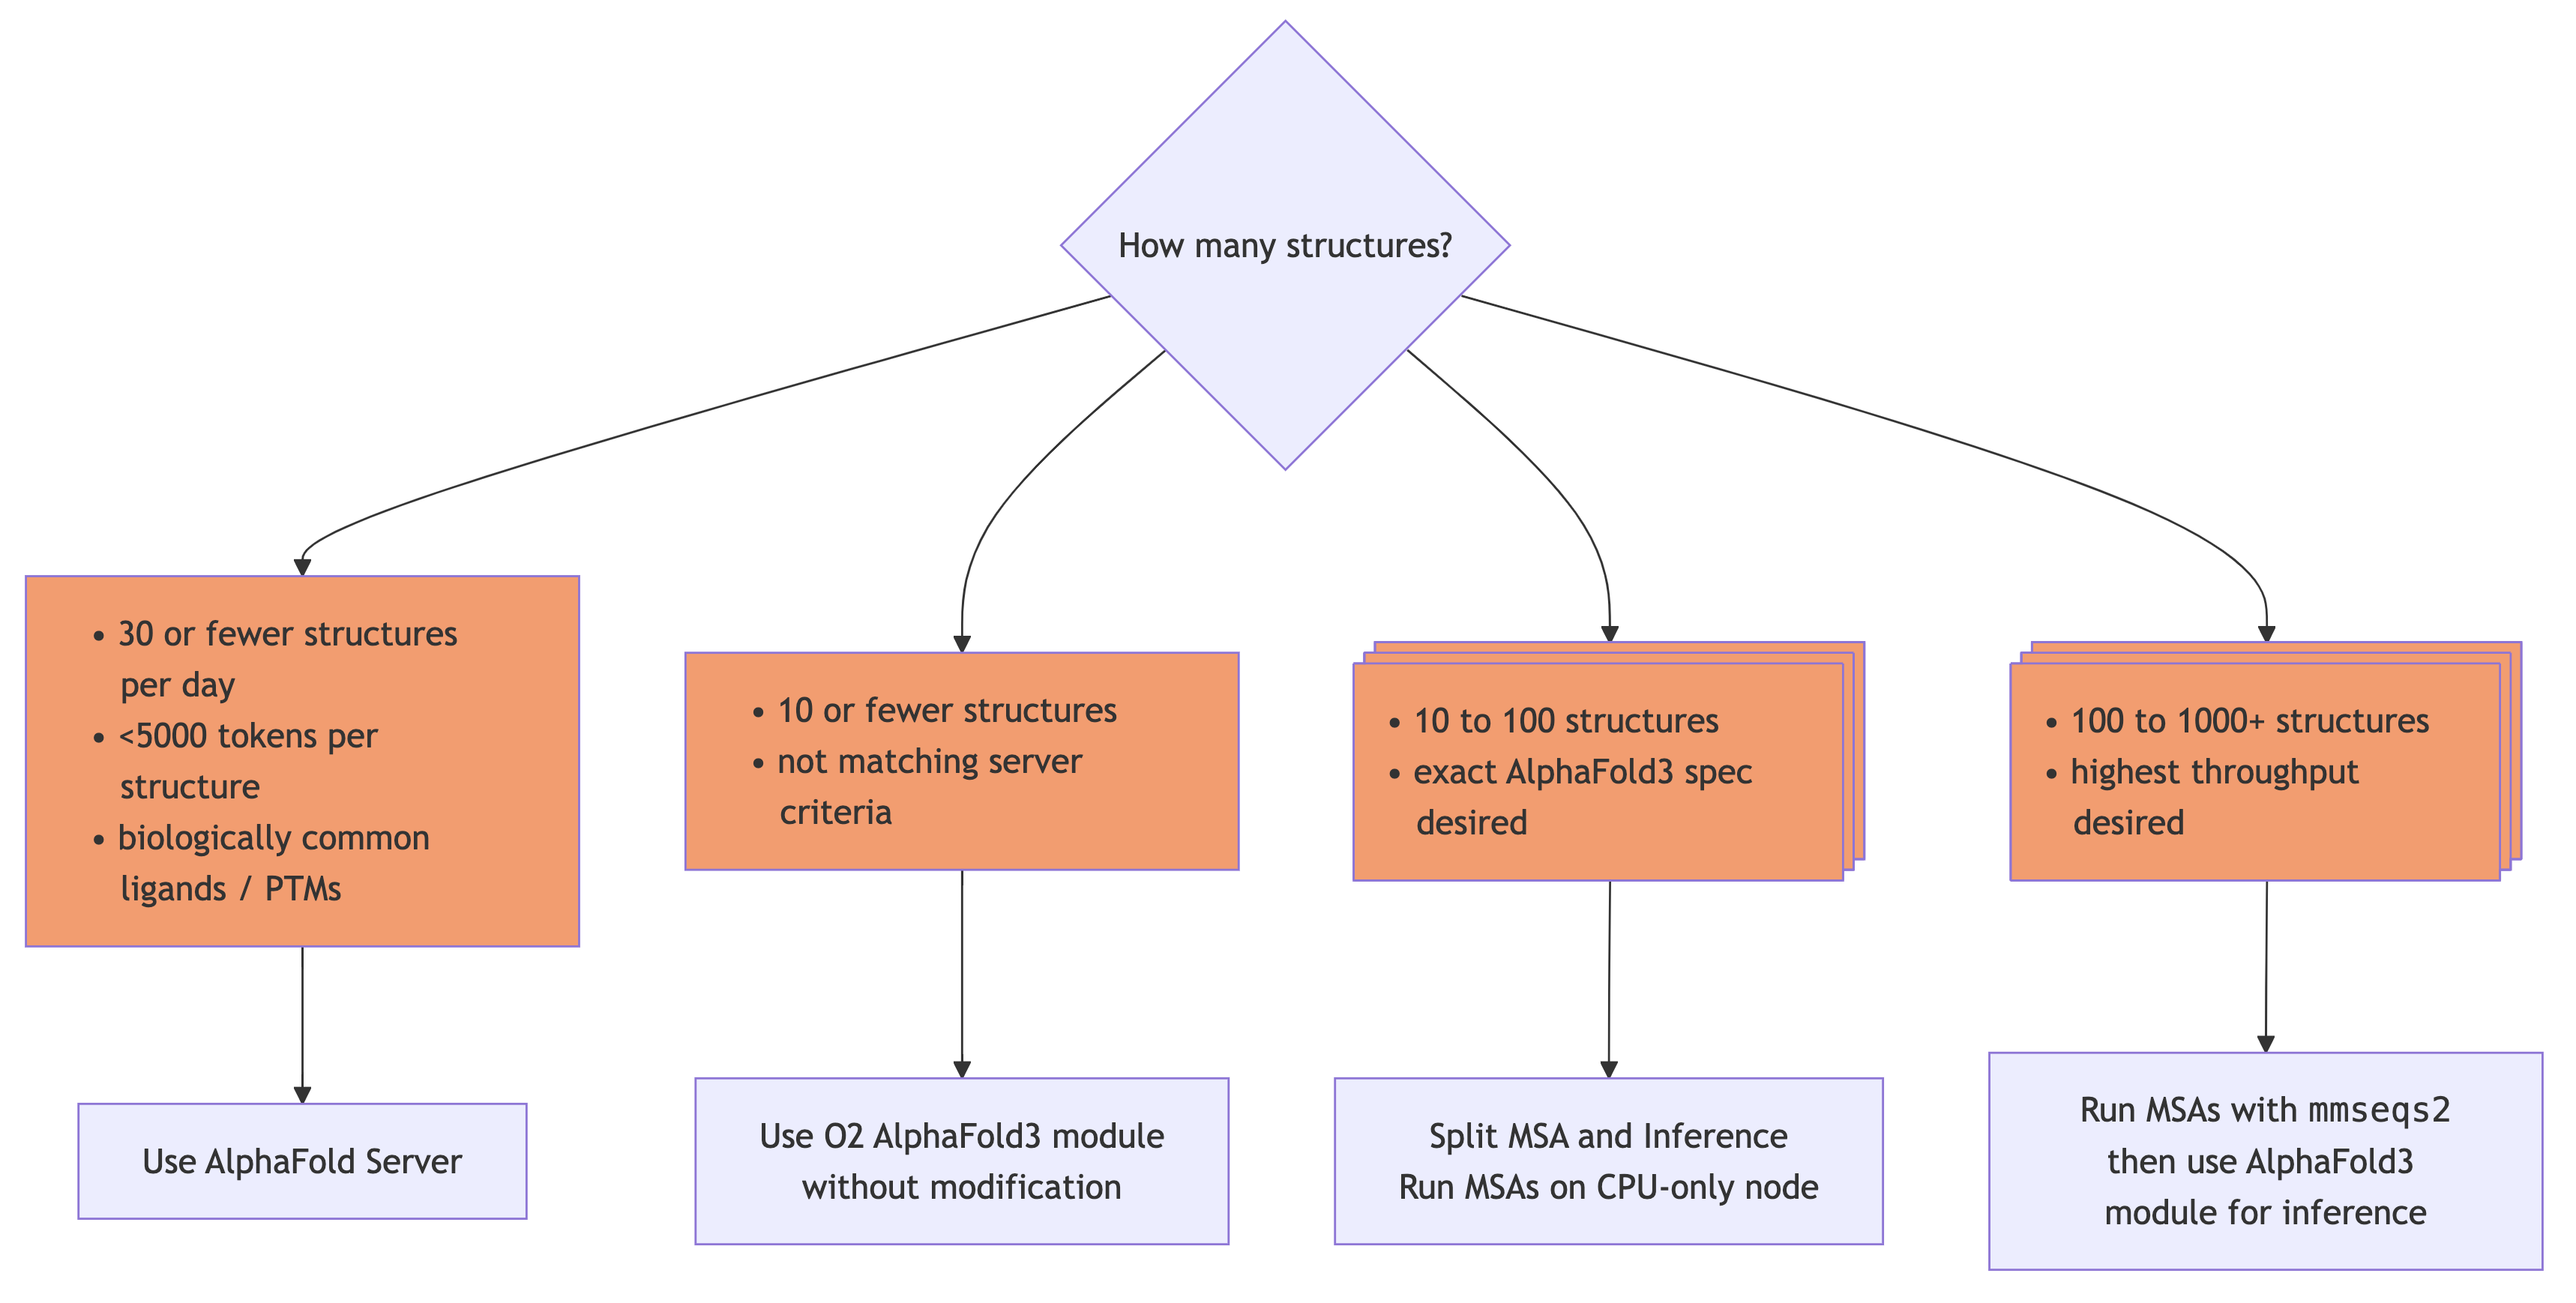 How many structures?
• 30 or fewer structures
per day
• <5000 tokens per
structure
• biologically common
ligands / PTMs
• 10 or fewer structures
• not matching server
criteria
• 10 to 100 structures
• exact AlphaFold3 spec
desired
• 100 to 1000+ structures
• highest throughput
desired
Use AlphaFold Server
Use O2 AlphaFold3 module
without modification
Split MSA and Inference
Run MSAs on CPU-only node
Run MSAs with mmseqs2
then use AlphaFold3
module for inference